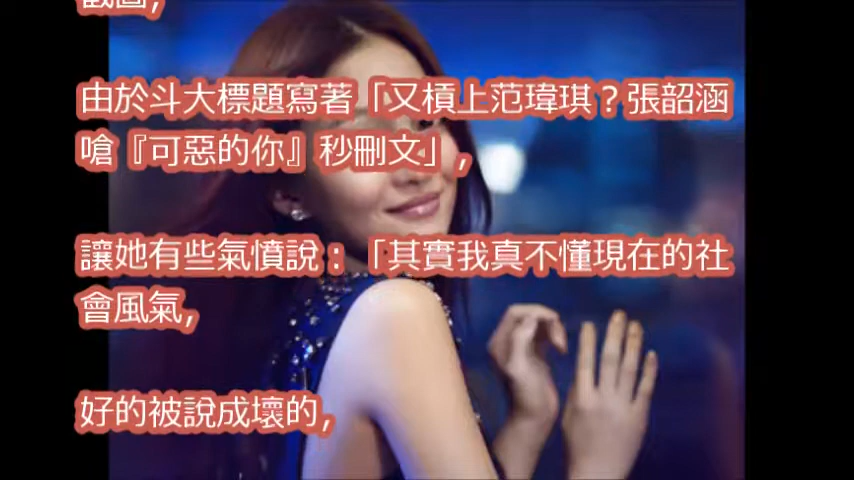 截圖,
由於斗大標題寫著「又槓上范瑋琪？張韶涵
嗆『可惡的你』秒刪文」,
讓她有些氣憤說：「其實我真不懂現在的社
會風氣,
好的被說成壞的,